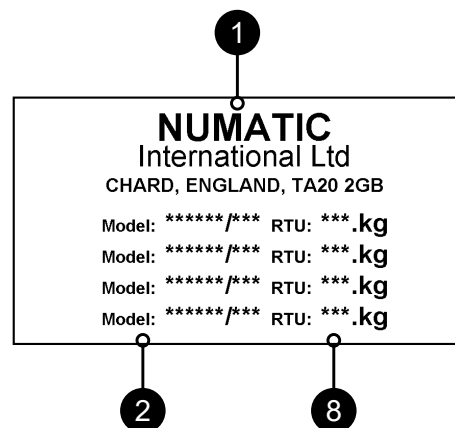 1
NUMATIC
International Ltd
CHARD, ENGLAND, TA20 2GB
Model: ******/*** RTU: ***.kg
Model: ******/*** RTU: ***.kg
Model: ******/*** RTU: ***.kg
Model: ******/*** RTU: ***.kg
2 8